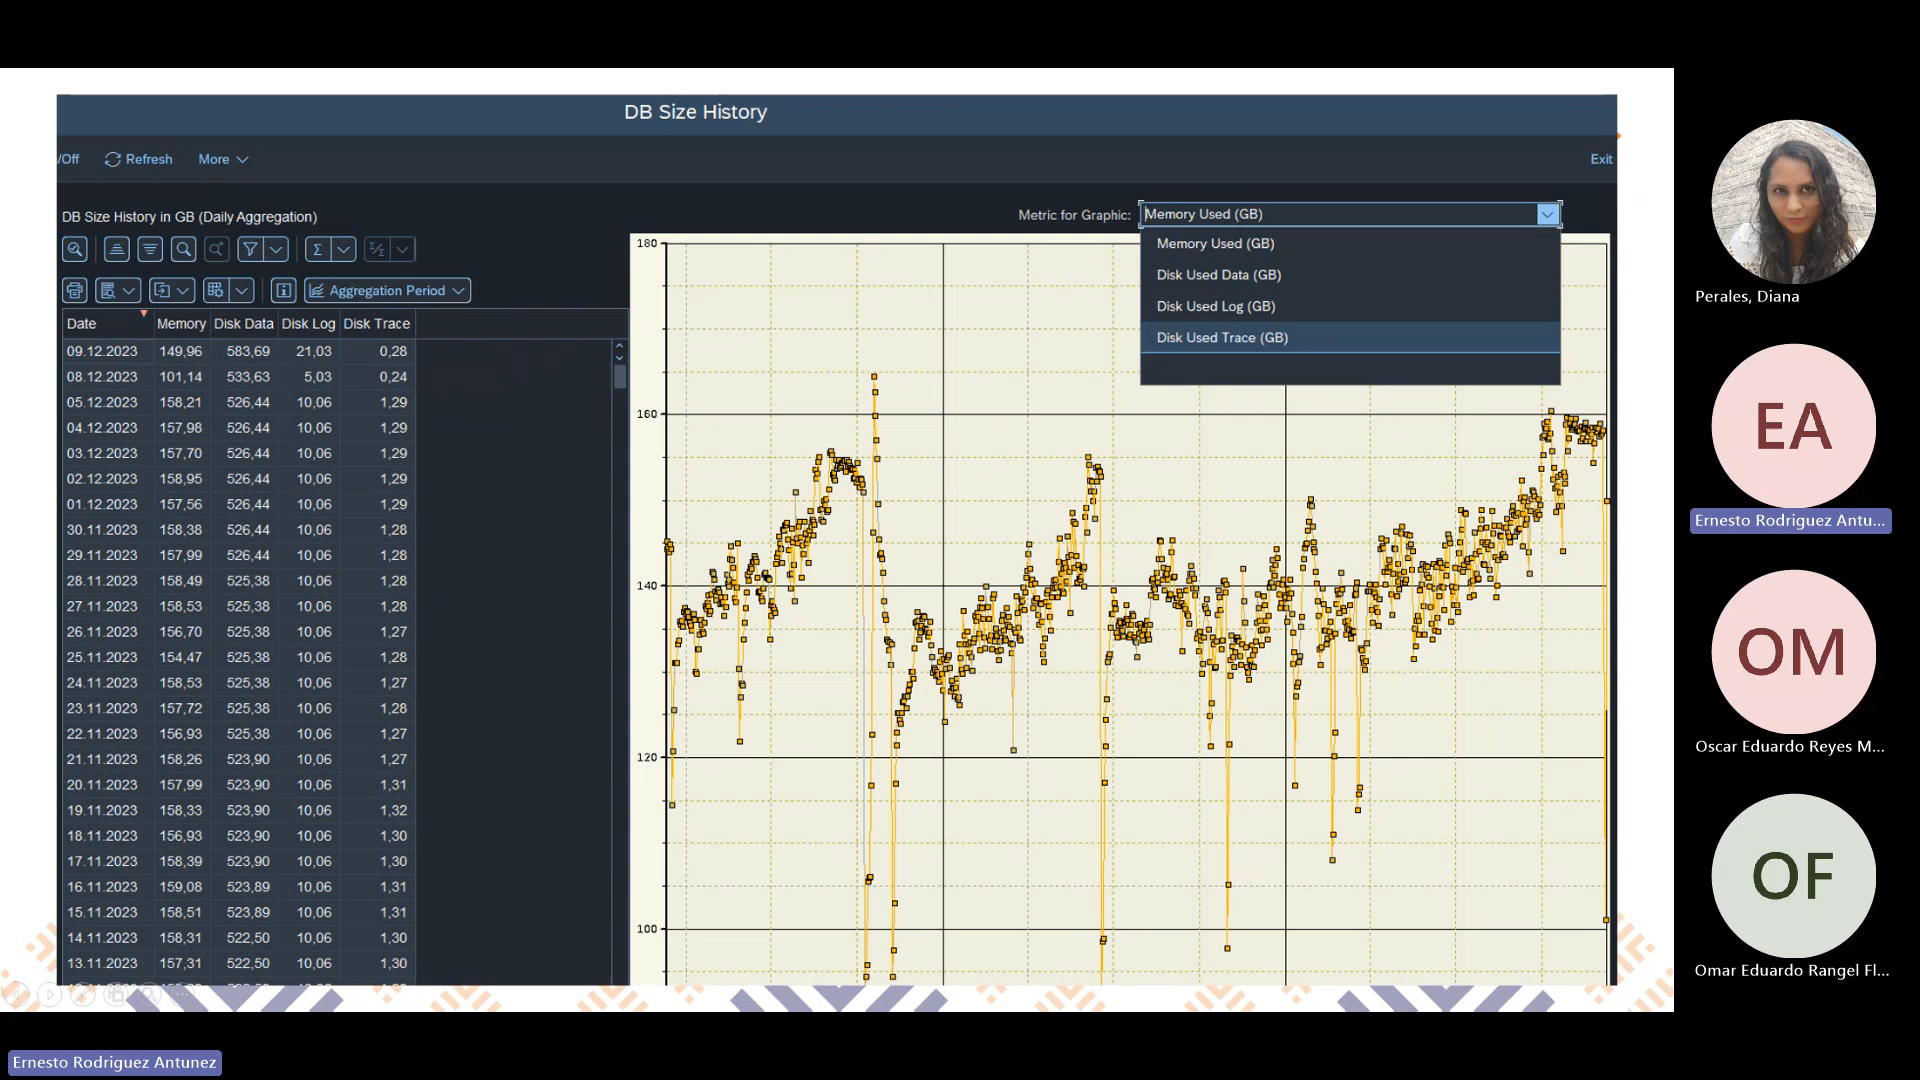 DB Size History
/Off Refresh More Exit
DB Size History in GB (Daily Aggregation)
Metric for Graphic: Memory Used (GB)
Memory Used (GB)
Disk Used Data (GB)
Disk Used Log (GB)
Disk Used Trace (GB)
Aggregation Period
Date Memory Disk Data Disk Log Disk Trace
09.12.2023 149,96 583,69 21,03 0,28
08.12.2023 101,14 533,63 5,03 0,24
05.12.2023 158,21 526,44 10,06 1,29
04.12.2023 157,98 526,44 10,06 1,29
03.12.2023 157,70 526,44 10,06 1,29
02.12.2023 158,95 526,44 10,06 1,29
01.12.2023 157,56 526,44 10,06 1,29
30.11.2023 158,38 526,44 10,06 1,28
29.11.2023 157,99 526,44 10,06 1,28
28.11.2023 158,49 525,38 10,06 1,28
27.11.2023 158,53 525,38 10,06 1,28
26.11.2023 156,70 525,38 10,06 1,27
25.11.2023 154,47 525,38 10,06 1,28
24.11.2023 158,53 525,38 10,06 1,27
23.11.2023 157,72 525,38 10,06 1,28
22.11.2023 156,93 525,38 10,06 1,27
21.11.2023 158,26 523,90 10,06 1,27
20.11.2023 157,99 523,90 10,06 1,31
19.11.2023 158,33 523,90 10,06 1,32
18.11.2023 156,93 523,90 10,06 1,30
17.11.2023 158,39 523,90 10,06 1,30
16.11.2023 159,08 523,89 10,06 1,31
15.11.2023 158,51 523,89 10,06 1,31
14.11.2023 158,31 522,50 10,06 1,30
13.11.2023 157,31 522,50 10,06 1,30
180
160
140
120
100
Perales, Diana
EA
Ernesto Rodriguez Antu...
OM
Oscar Eduardo Reyes M...
OF
Omar Eduardo Rangel Fl...
Ernesto Rodriguez Antunez